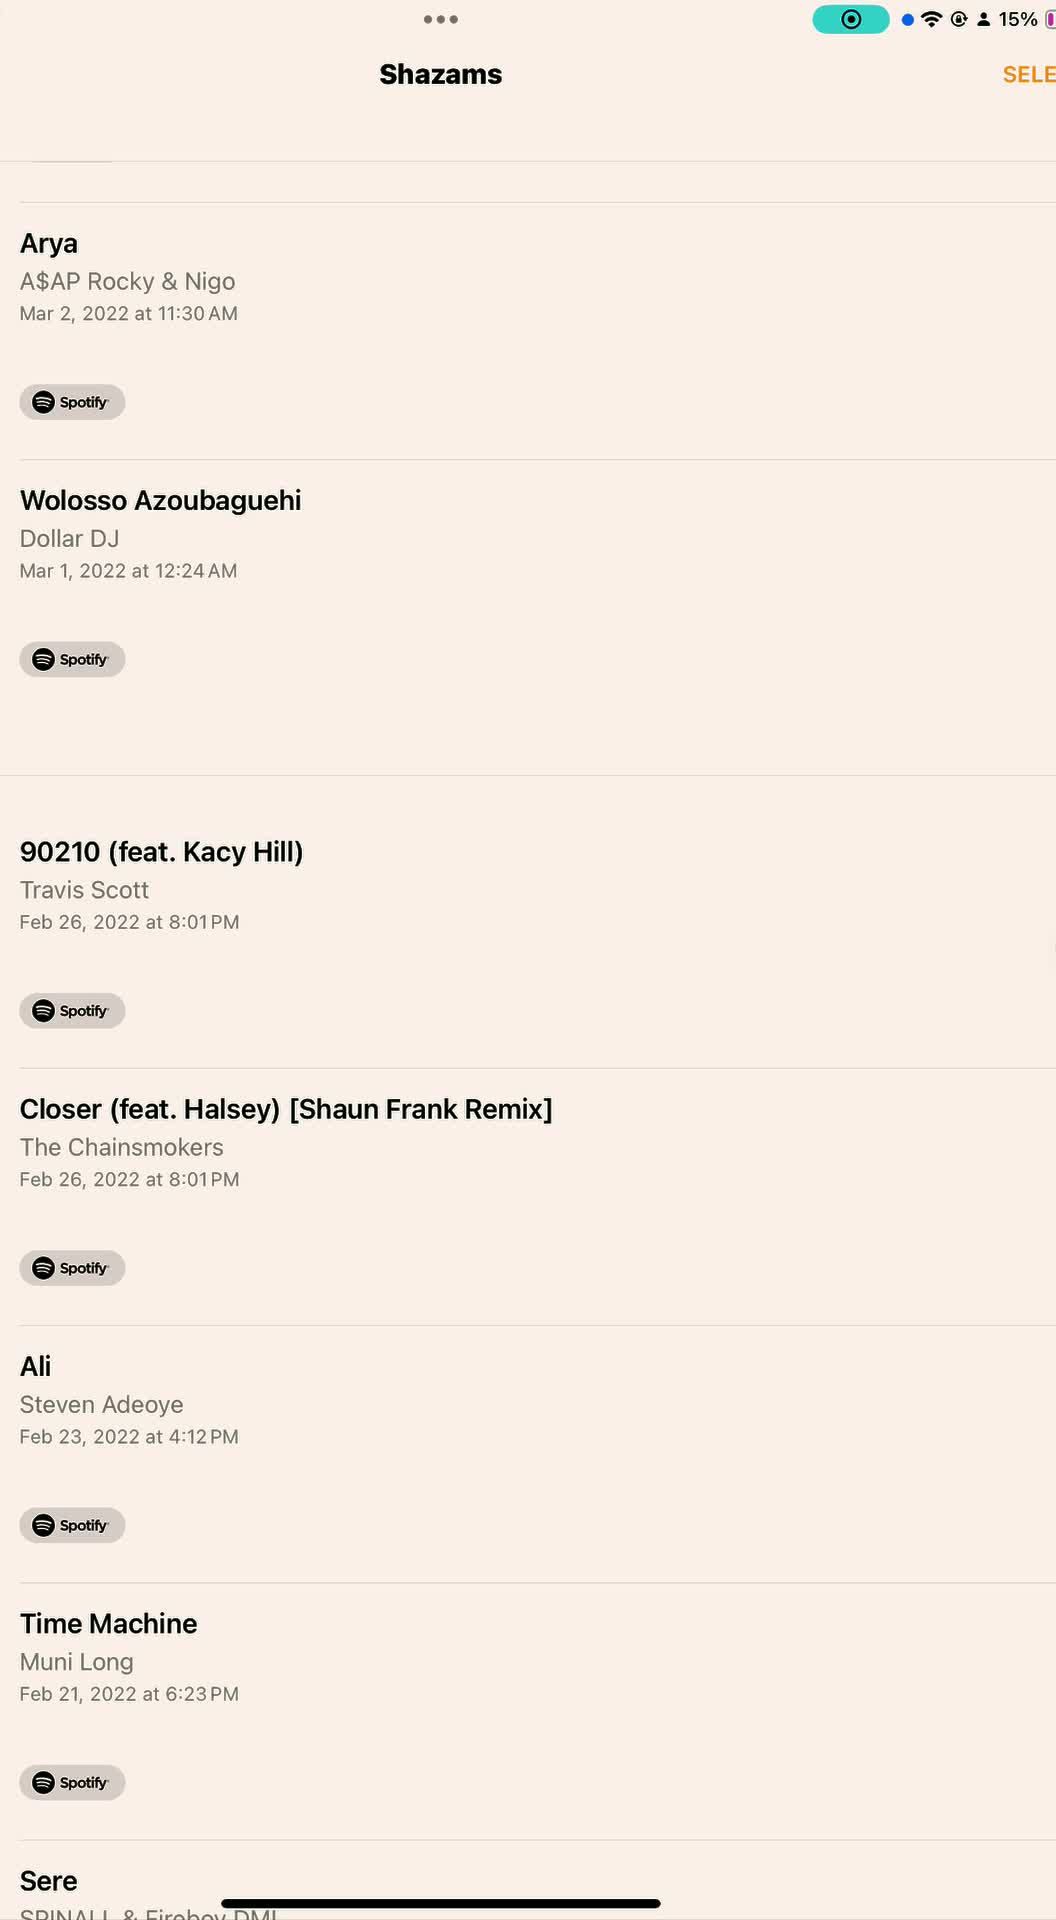 15%
Shazams
SELE
Arya
A$AP Rocky & Nigo
Mar 2, 2022 at 11:30 AM
Spotify
Wolosso Azoubaguehi
Dollar DJ
Mar 1, 2022 at 12:24 AM
Spotify
90210 (feat. Kacy Hill)
Travis Scott
Feb 26, 2022 at 8:01 PM
Spotify
Closer (feat. Halsey) [Shaun Frank Remix]
The Chainsmokers
Feb 26, 2022 at 8:01 PM
Spotify
Ali
Steven Adeoye
Feb 23, 2022 at 4:12 PM
Spotify
Time Machine
Muni Long
Feb 21, 2022 at 6:23 PM
Spotify
Sere
SPINALL & Fireboy DML